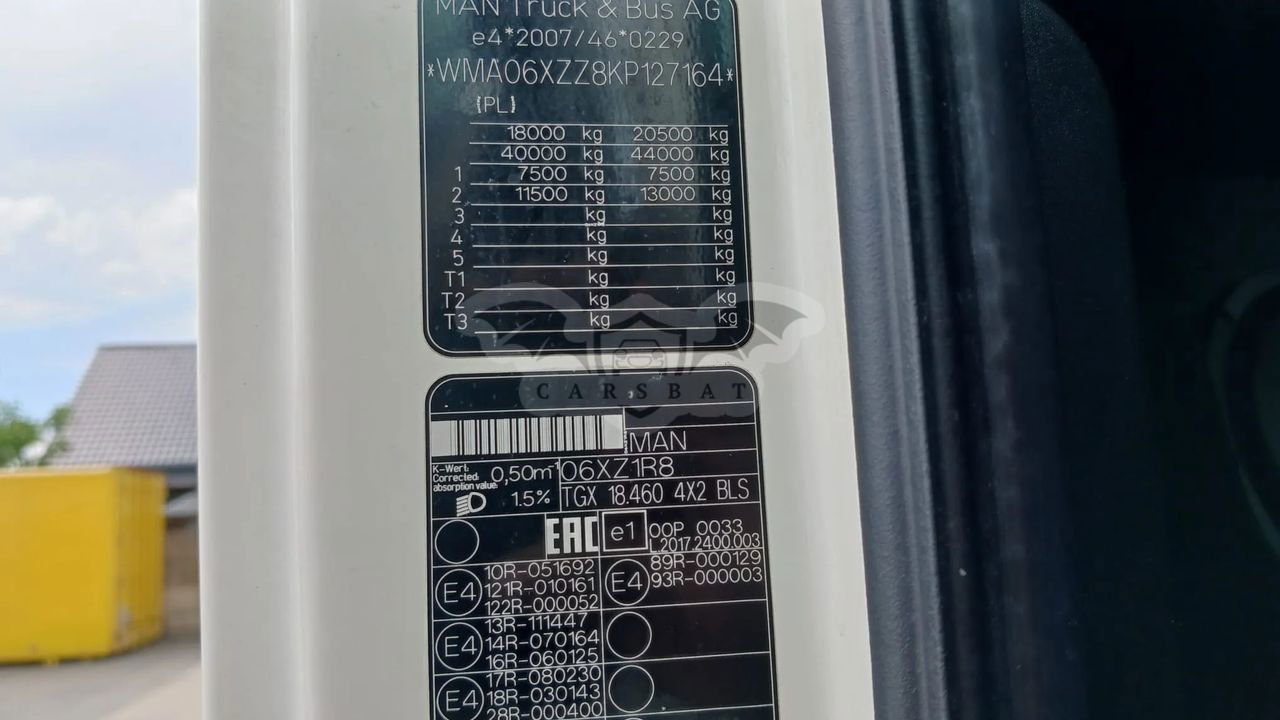 MAN Truck & Bus AG
e4*2007/46*0229
*WMA06XZZ8KP127164*
(PL)
18000 kg 20500 kg
40000 kg 44000 kg
1 7500 kg 7500 kg
2 11500 kg 13000 kg
3 kg kg
4 kg kg
5 kg kg
T1 kg kg
T2 kg kg
T3 kg kg
CARSBAT
MAN
K-Wert:
Corrected
absorption value:
0,50m-1 06XZ1R8
1.5% TGX 18.460 4X2 BLS
EAC e1 00P 0033
L.2017.2400.003
E4 10R-051692
121R-010161
122R-000052
E4 89R-000129
93R-000003
E4 13R-111447
14R-070164
16R-060125
E4 17R-080230
18R-030143
28R-000400